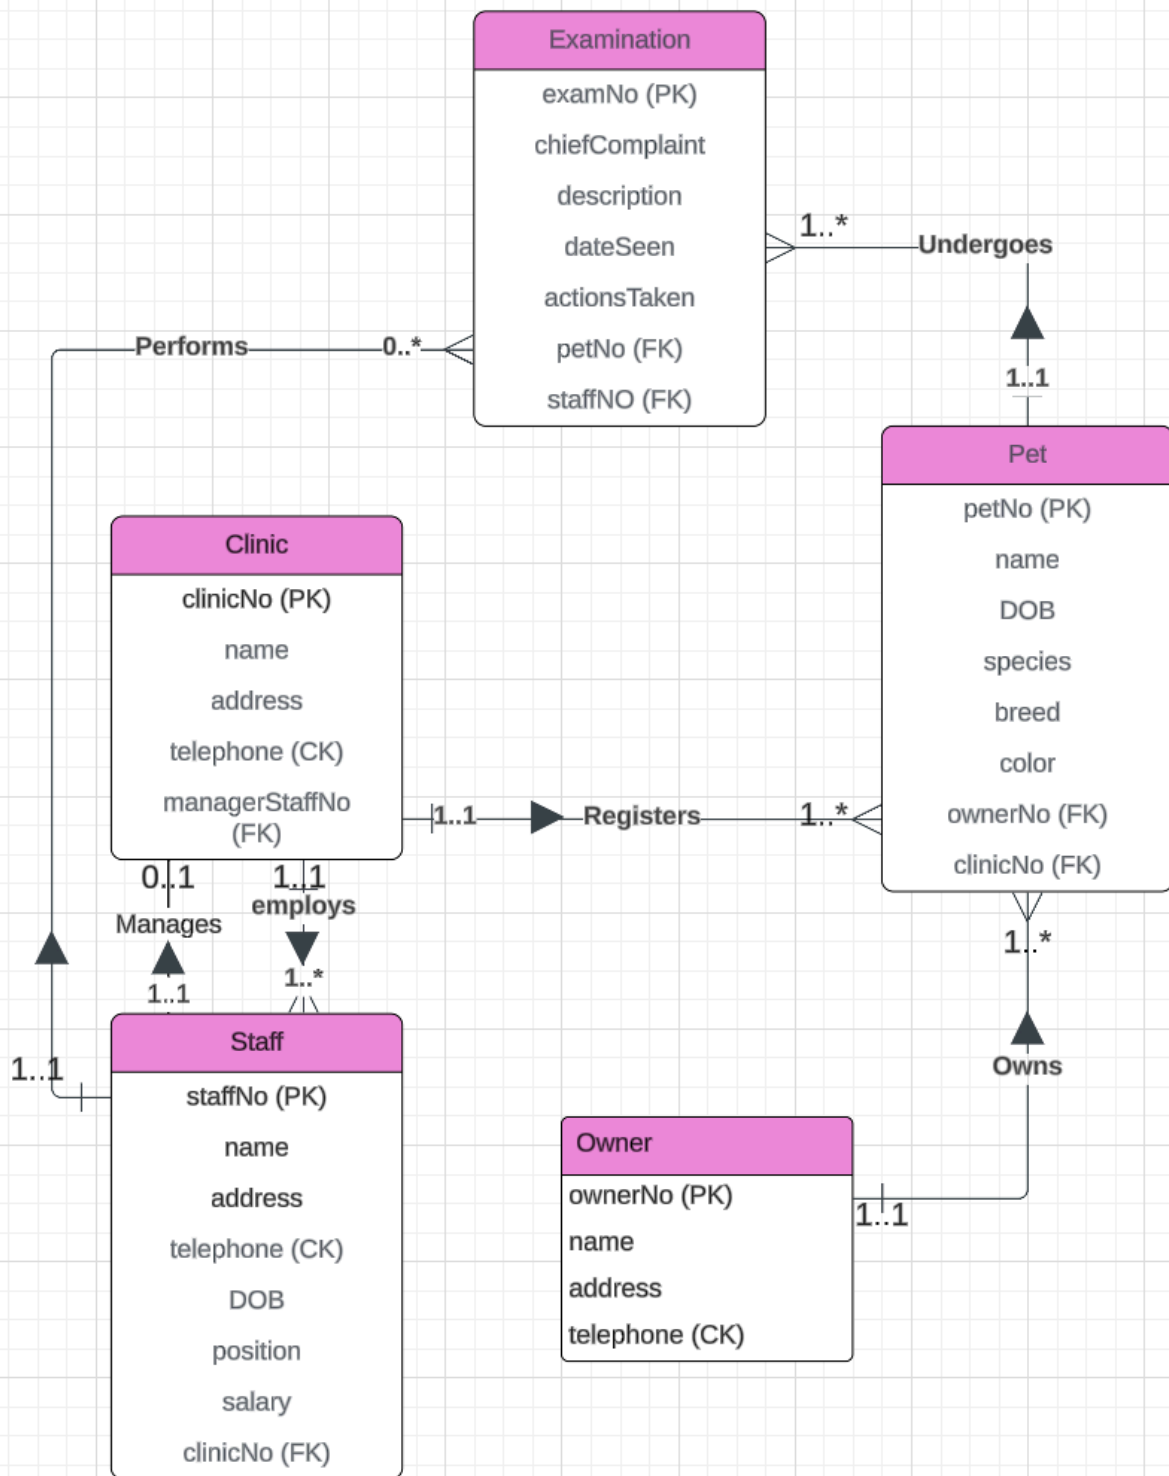 Examination
examNo (PK)
chiefComplaint
description
dateSeen
actionsTaken
petNo (FK)
staffNO (FK)
1..*
Undergoes
1..1
Performs
0..*
Pet
petNo (PK)
name
DOB
species
breed
color
ownerNo (FK)
clinicNo (FK)
Clinic
clinicNo (PK)
name
address
telephone (CK)
managerStaffNo
(FK)
1..1
Registers
1..*
0..1
Manages
1..1
1..1
employs
1..*
1..*
Owns
1..1
1..1
Staff
staffNo (PK)
name
address
telephone (CK)
DOB
position
salary
clinicNo (FK)
Owner
ownerNo (PK)
name
address
telephone (CK)